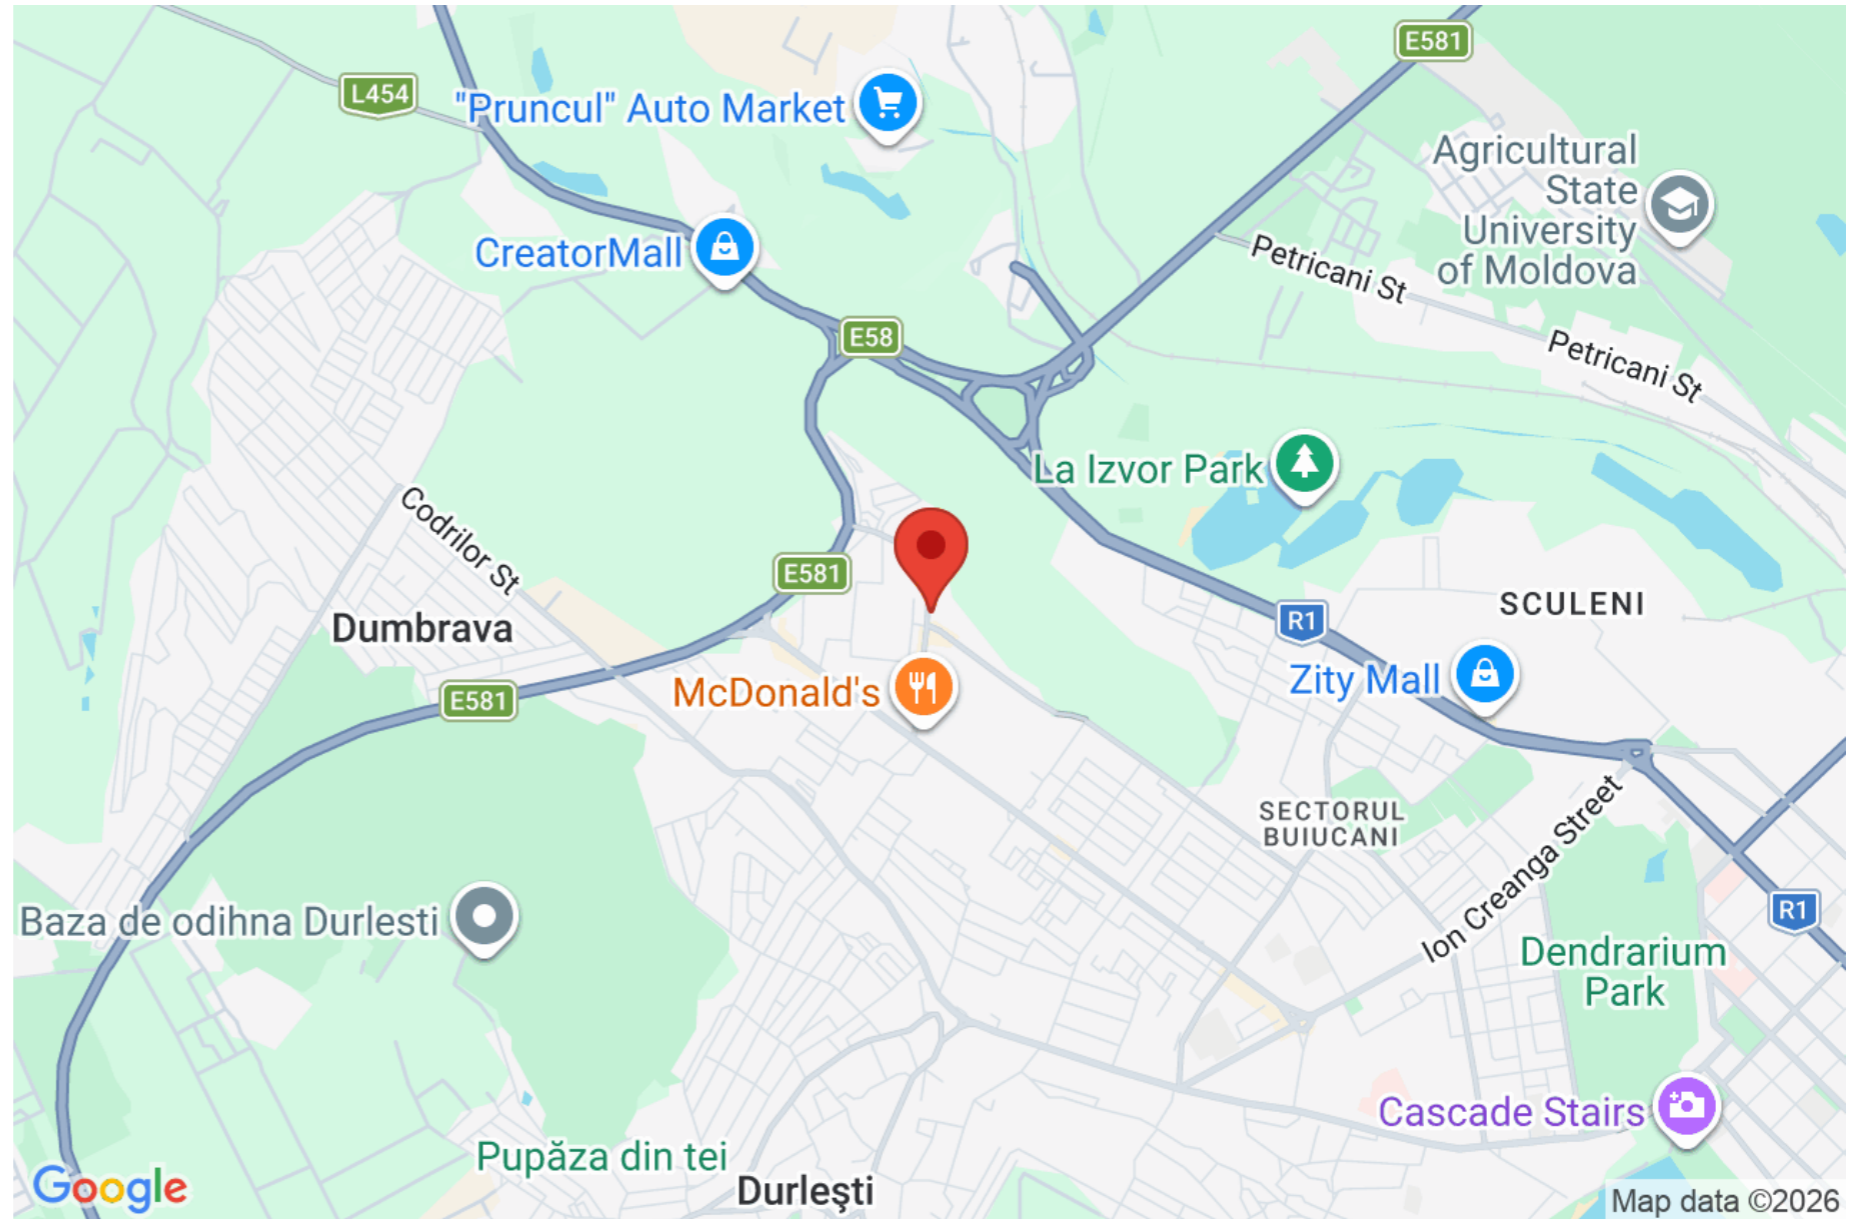 E581
L454
"Pruncul" Auto Market
Agricultural
State
University
of Moldova
CreatorMall
Petricani St
E58
Petricani St
La Izvor Park
Codrilor St
E581
SCULENI
R1
Dumbrava
Zity Mall
McDonald's
E581
SECTORUL
BUIUCANI
Ion Creanga Street
Baza de odihna Durlesti
R1
Dendrarium
Park
Cascade Stairs
Pupăza din tei
Durleşti
Google
Map data ©2026